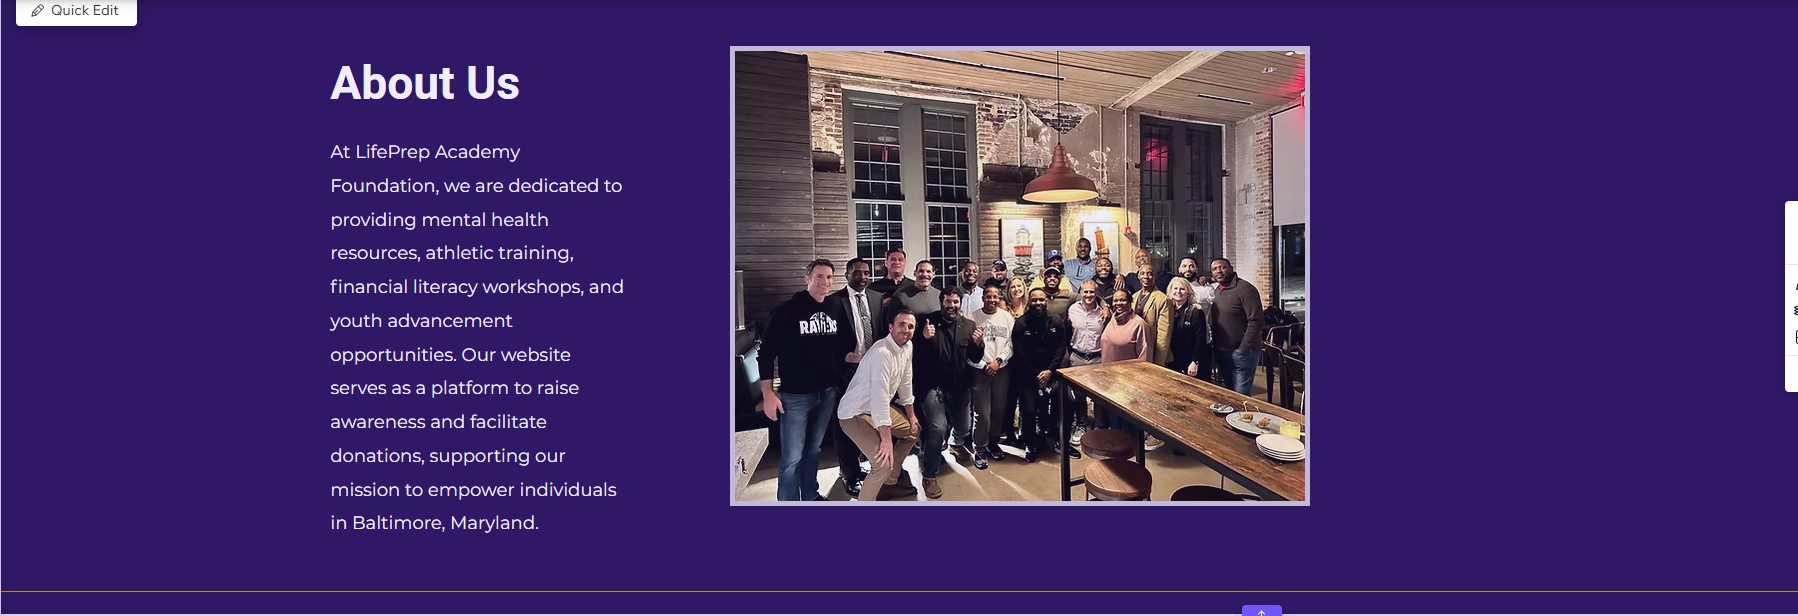 Quick Edit
About Us
At LifePrep Academy
Foundation, we are dedicated to
providing mental health
resources, athletic training,
financial literacy workshops, and
youth advancement
opportunities. Our website
serves as a platform to raise
awareness and facilitate
donations, supporting our
mission to empower individuals
in Baltimore, Maryland.